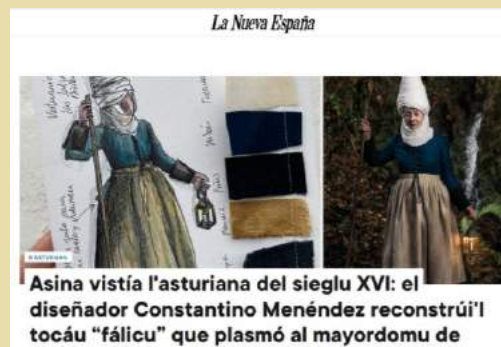 La Nueva España
ASTURIANU
Asina vistía l'asturiana del sieglu XVI: el
diseñador Constantino Menéndez reconstrúi'l
tocáu "fálicu" que plasmó al mayordomu de